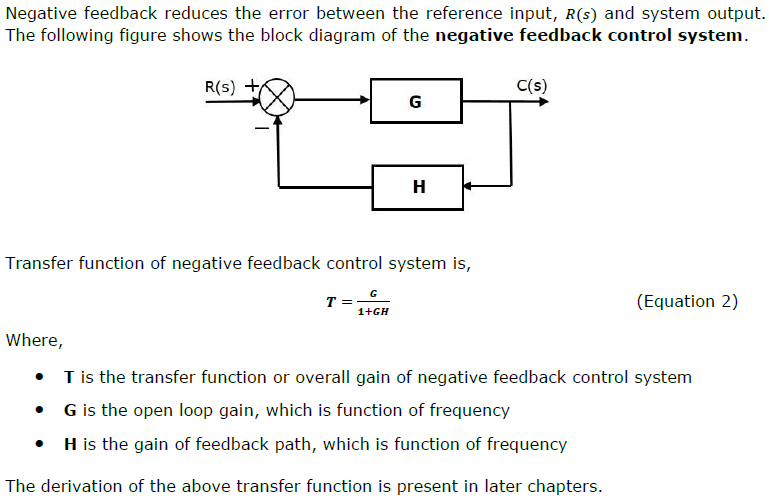 Negative feedback reduces the error between the reference input, R(s) and system output.
The following figure shows the block diagram of the negative feedback control system.
R(s) +
C(s)
G
−
H
Transfer function of negative feedback control system is,
T = G/1+GH (Equation 2)
Where,
• T is the transfer function or overall gain of negative feedback control system
• G is the open loop gain, which is function of frequency
• H is the gain of feedback path, which is function of frequency
The derivation of the above transfer function is present in later chapters.